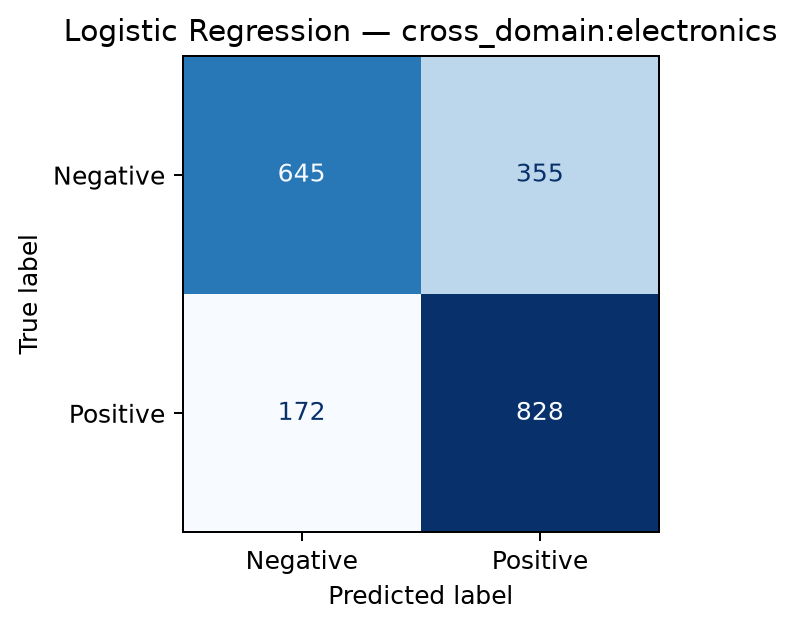 Logistic Regression — cross_domain:electronics
True label
Negative
645
355
Positive
172
828
Negative
Positive
Predicted label